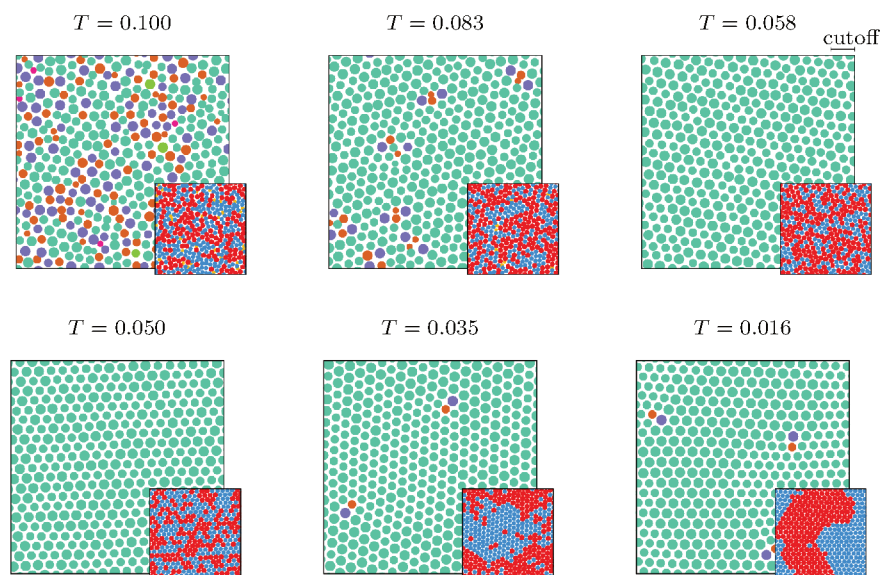 T = 0.100
T = 0.083
T = 0.058
cutoff
T = 0.050
T = 0.035
T = 0.016